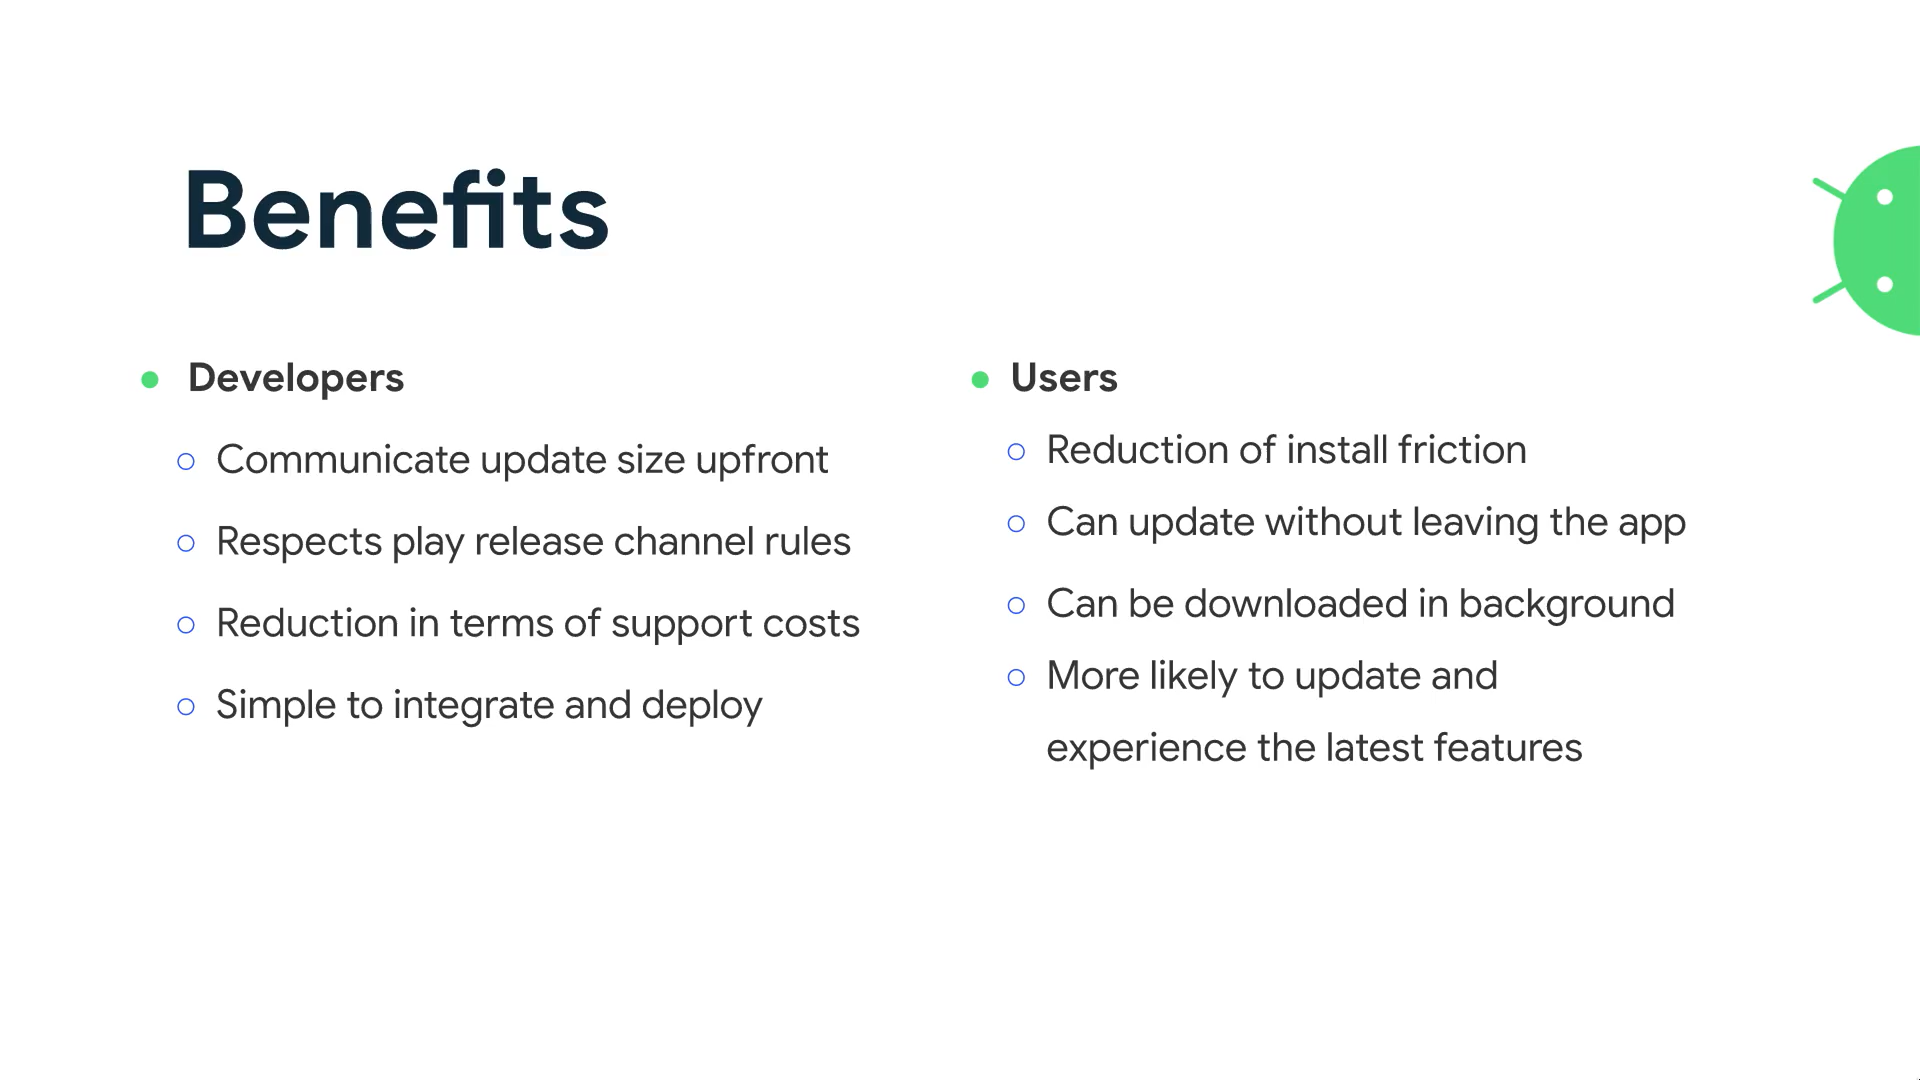 Benefits
Developers
Communicate update size upfront
Respects play release channel rules
Reduction in terms of support costs
Simple to integrate and deploy
Users
Reduction of install friction
Can update without leaving the app
Can be downloaded in background
More likely to update and
experience the latest features